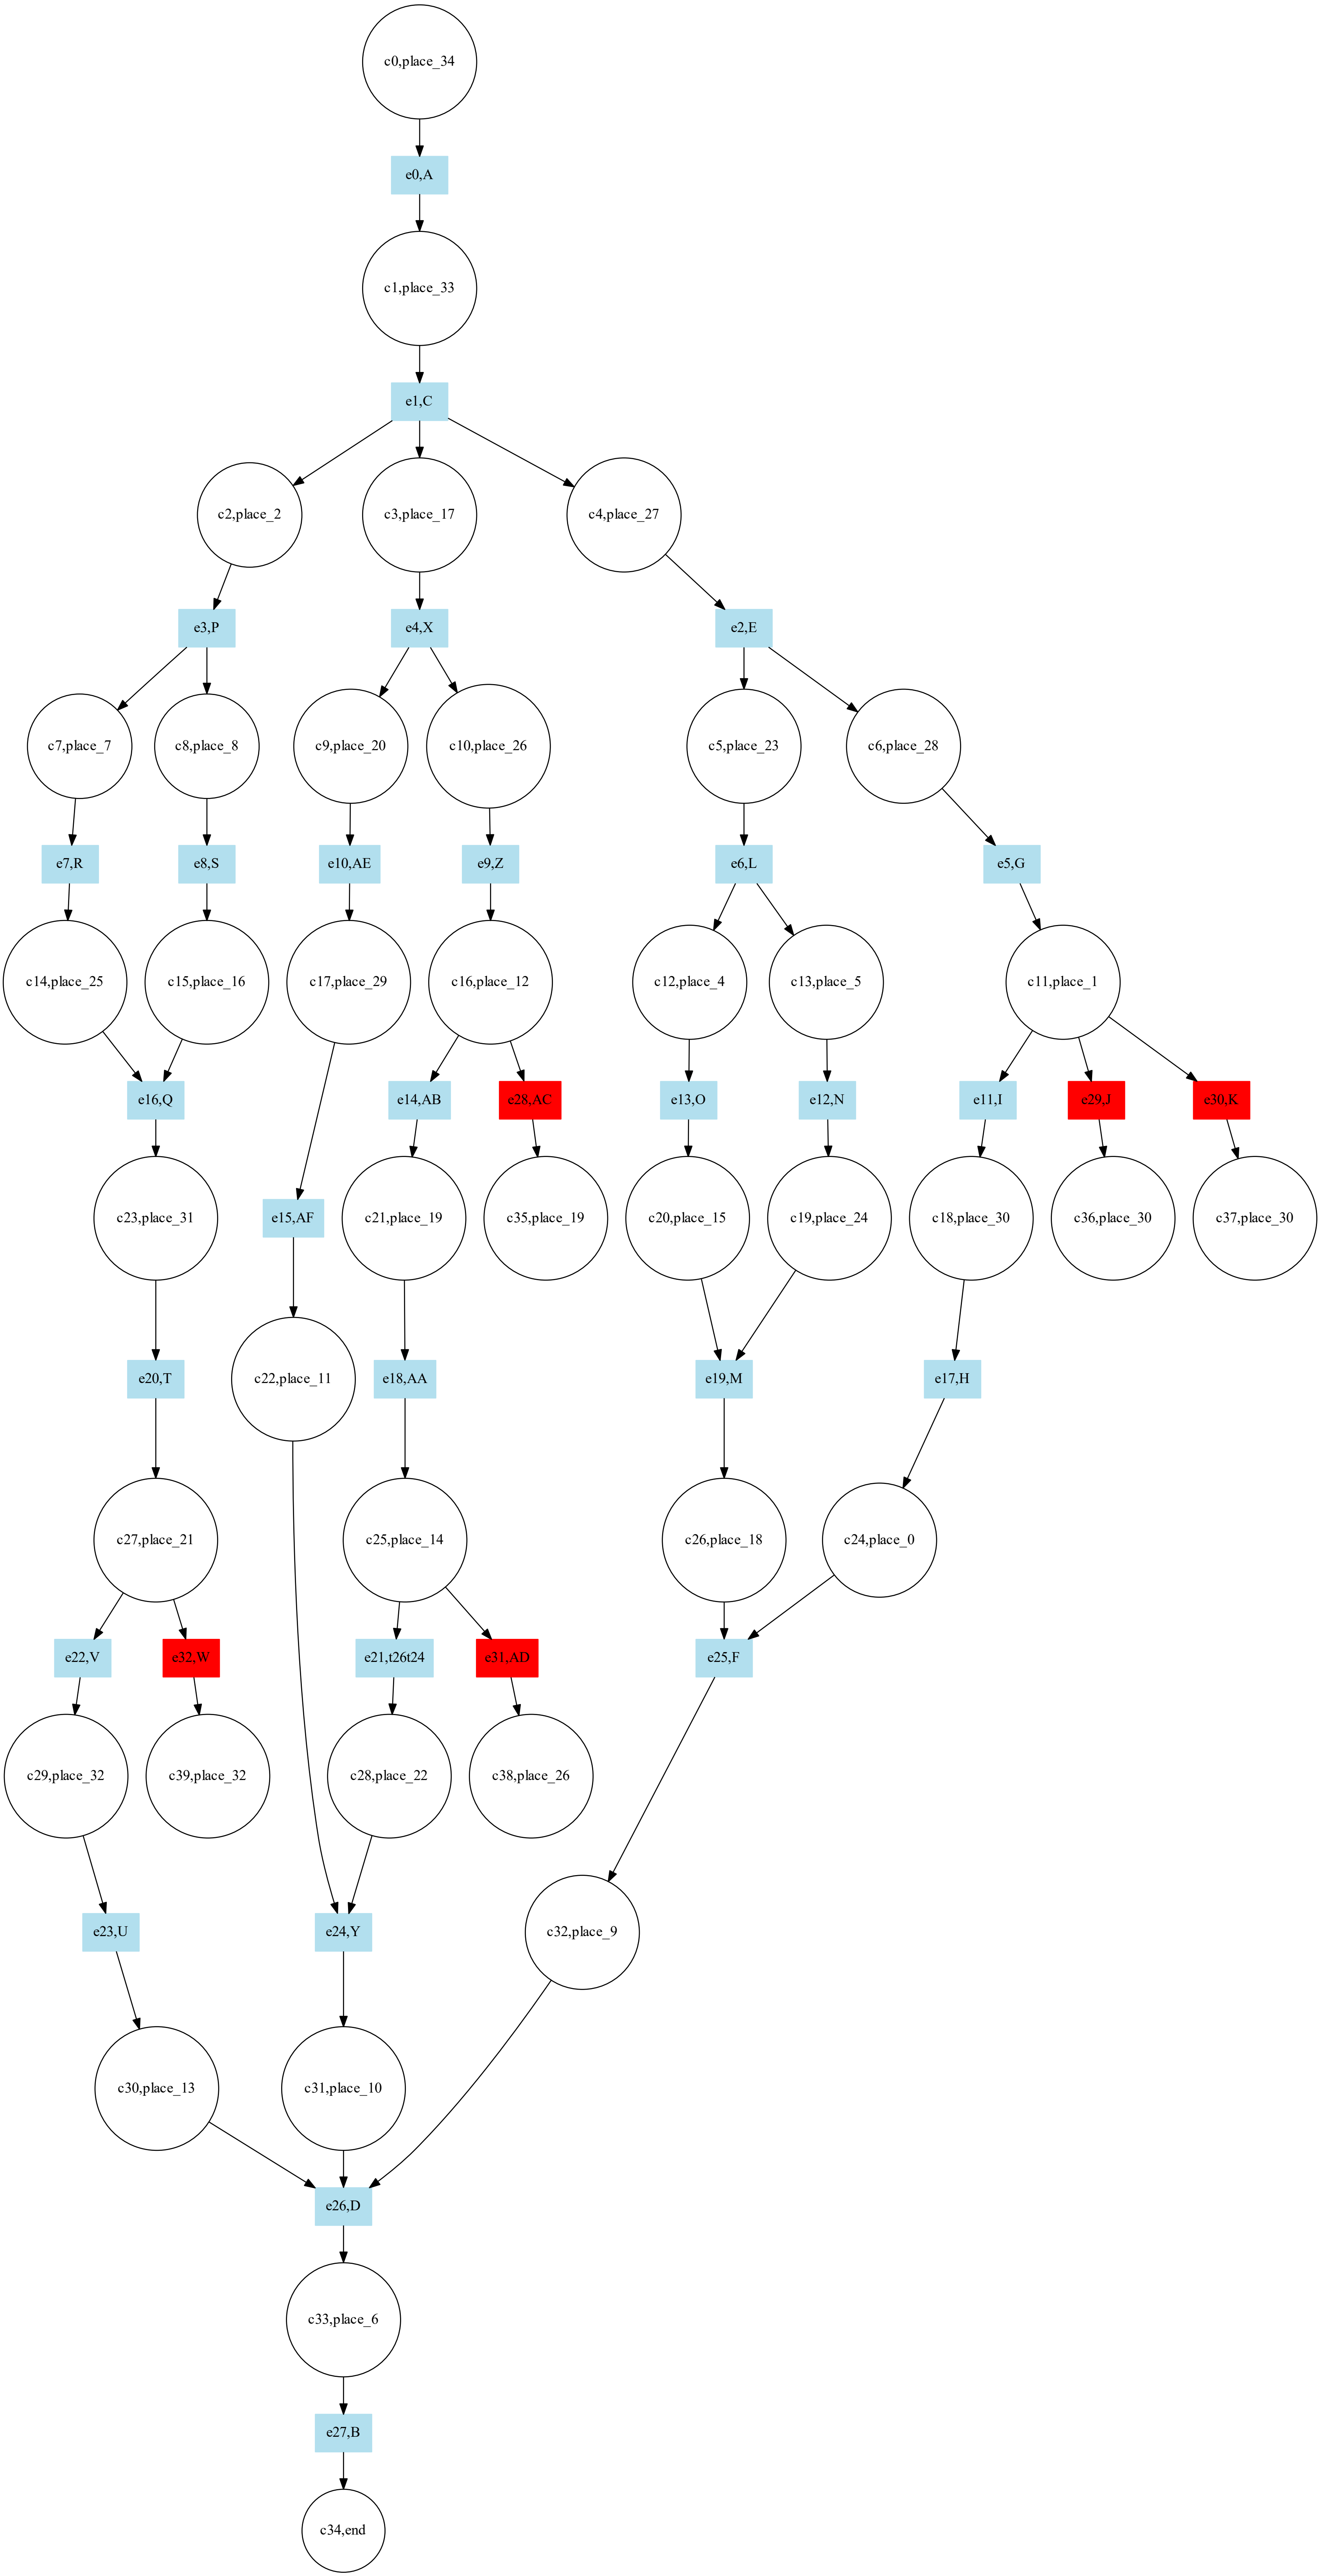 c0,place_34
e0,A
c1,place_33
e1,C
c2,place_2
c3,place_17
c4,place_27
e3,P
e4,X
e2,E
c7,place_7
c8,place_8
c9,place_20
c10,place_26
c5,place_23
c6,place_28
e7,R
e8,S
e10,AE
e9,Z
e6,L
e5,G
c14,place_25
c15,place_16
c17,place_29
c16,place_12
c12,place_4
c13,place_5
c11,place_1
e16,Q
e14,AB
e28,AC
e13,O
e12,N
e11,I
e29,J
e30,K
c23,place_31
e15,AF
c21,place_19
c35,place_19
c20,place_15
c19,place_24
c18,place_30
c36,place_30
c37,place_30
e20,T
c22,place_11
e18,AA
e19,M
e17,H
c27,place_21
c25,place_14
c26,place_18
c24,place_0
e22,V
e32,W
e21,t26t24
e31,AD
e25,F
c29,place_32
c39,place_32
c28,place_22
c38,place_26
e23,U
e24,Y
c32,place_9
c30,place_13
c31,place_10
e26,D
c33,place_6
e27,B
c34,end